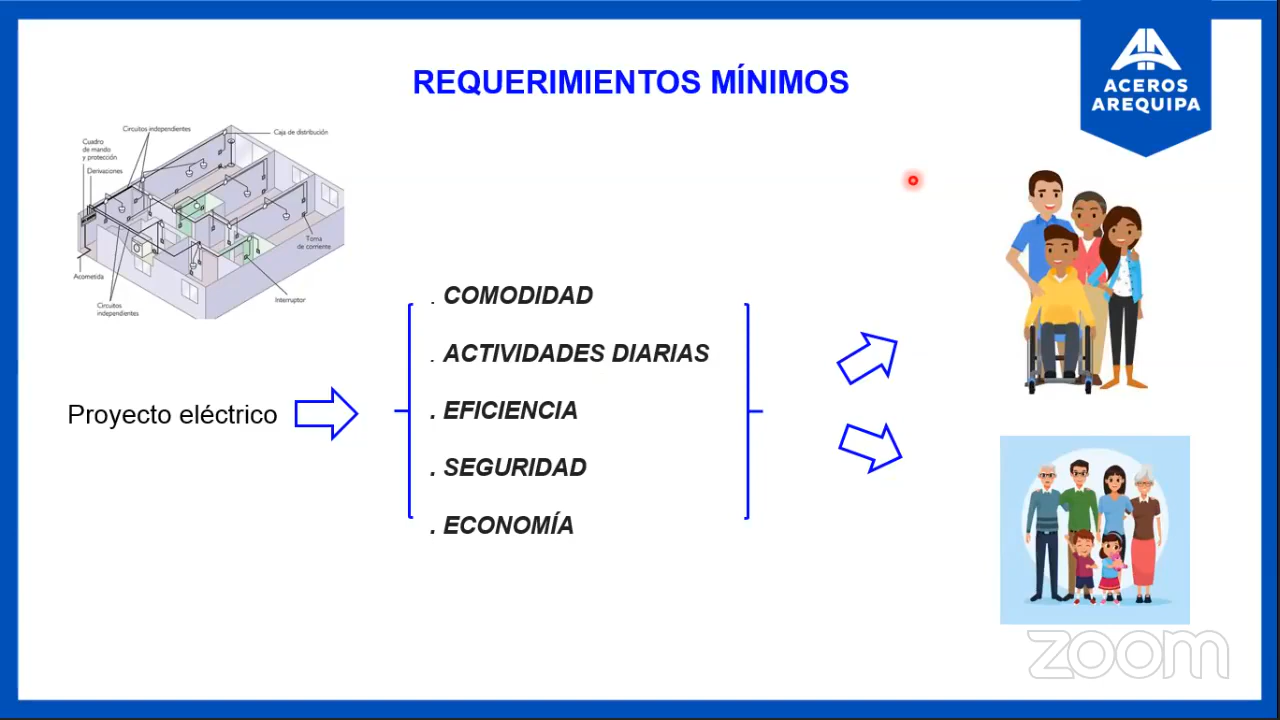 ACEROS
AREQUIPA
REQUERIMIENTOS MÍNIMOS
Circuitos independientes
Caja de distribución
Cuadro
de mando
y protección
Derivaciones
Toma
de corriente
Acometida
Circuitos
independientes
Interruptor
Proyecto eléctrico
. COMODIDAD
. ACTIVIDADES DIARIAS
. EFICIENCIA
. SEGURIDAD
. ECONOMÍA
zoom